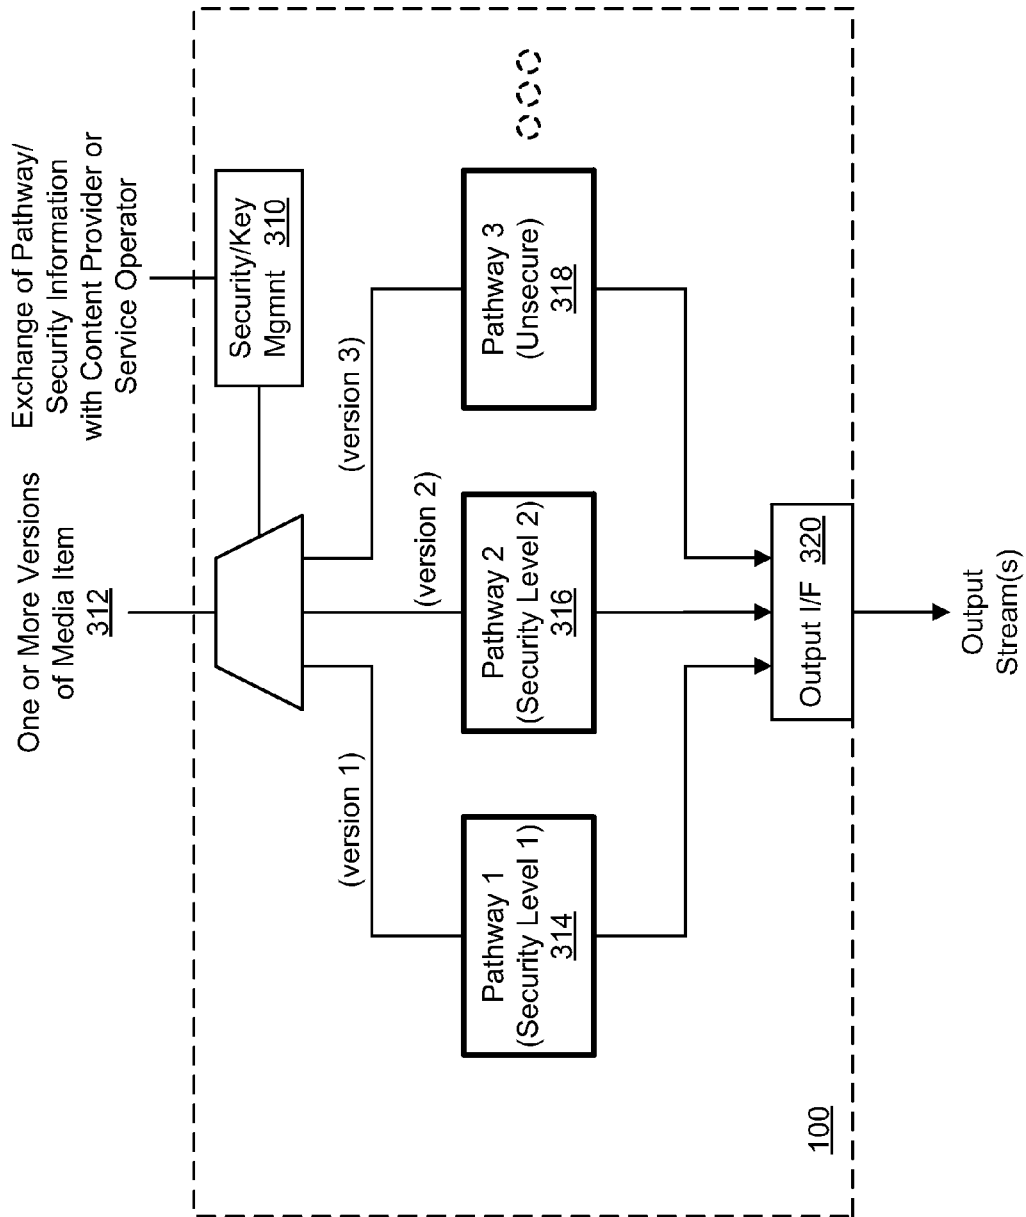 One or More Versions
of Media Item
312
Exchange of Pathway/
Security Information
with Content Provider or
Service Operator
Security/Key
Mgmnt 310
(version 1)
(version 2)
(version 3)
Pathway 1
(Security Level 1)
314
Pathway 2
(Security Level 2)
316
Pathway 3
(Unsecure)
318
Output I/F 320
100
Output
Stream(s)